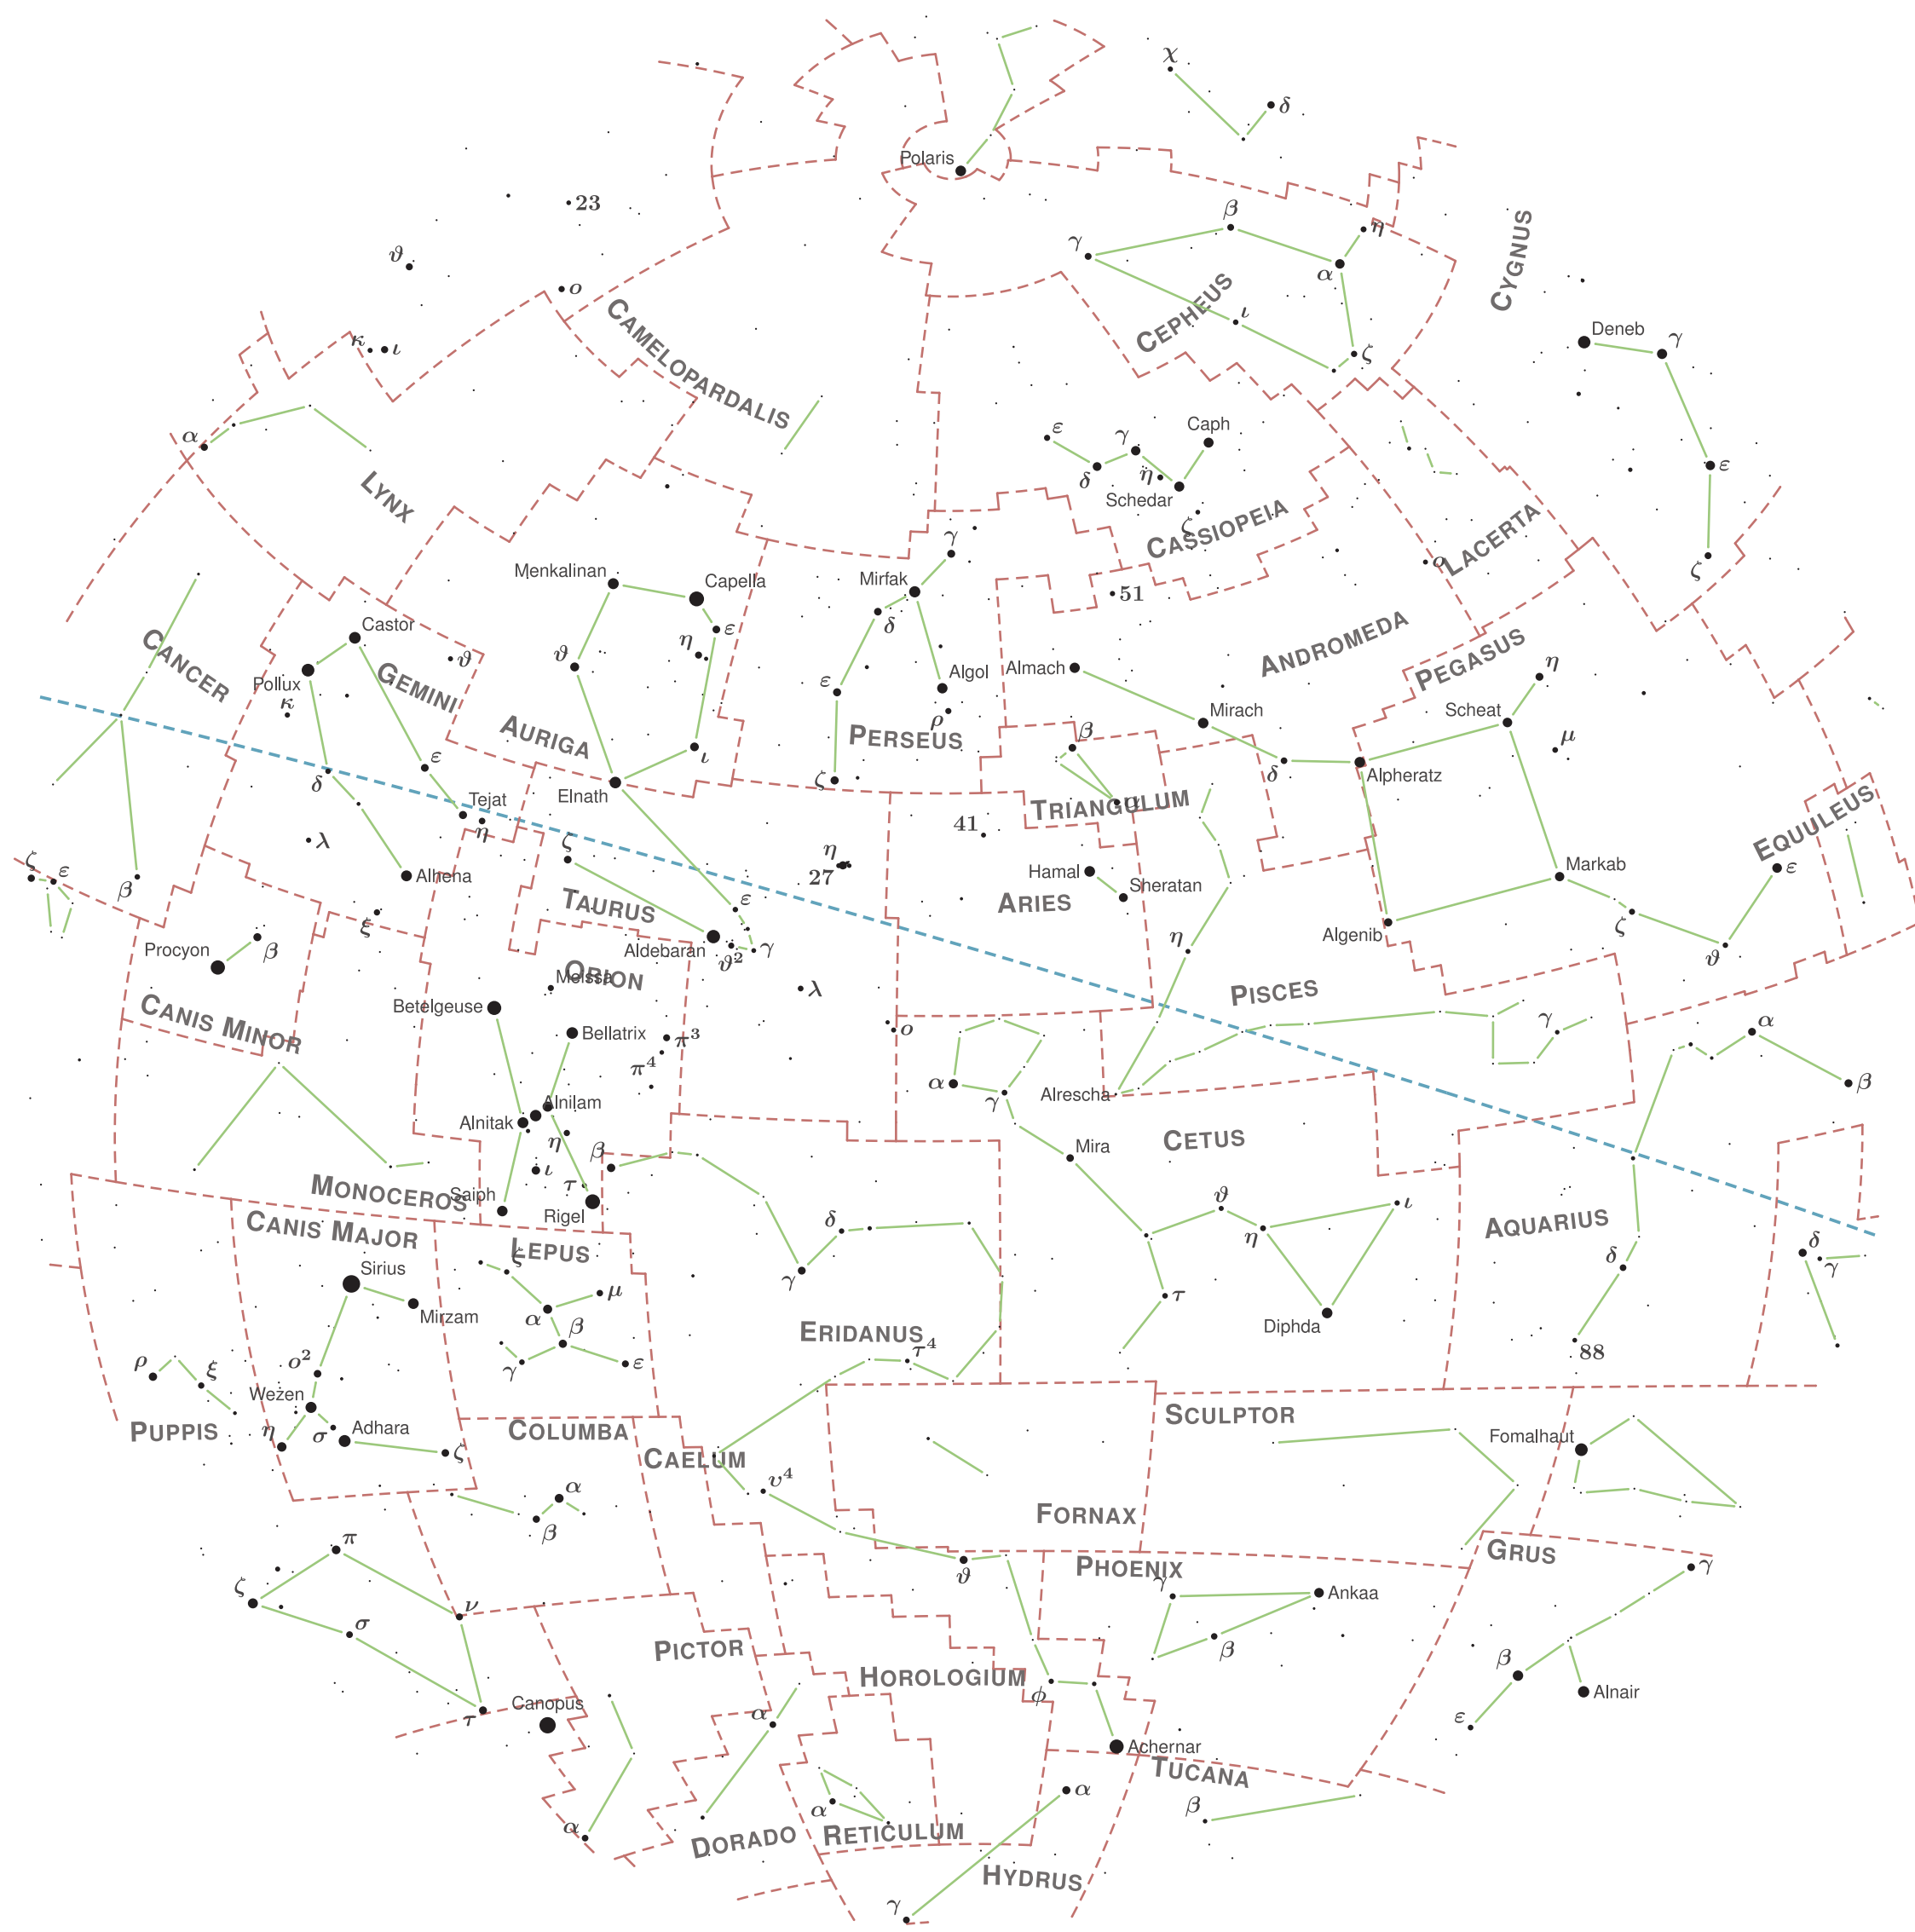 χ
δ
Polaris
23
β
η
γ
α
CYGNUS
ϑ
ο
CEPHEUS
ι
CAMELOPARDALIS
Deneb
γ
κ
ι
ζ
α
ε
γ
Caph
δ
η
Schedar
ε
LYNX
ζ
CASSIOPEIA
LACERTA
γ
ο
ζ
Menkalinan
Capella
Mirfak
51
δ
Castor
ε
η
ANDROMEDA
CANCER
ϑ
ϑ
Almach
Algol
PEGASUS
η
Pollux
GEMINI
κ
ε
ρ
Mirach
Scheat
AURIGA
PERSEUS
β
μ
ε
ι
δ
Alpheratz
δ
ζ
Tejat
Elnath
TRIANGULUM
α
η
41
EQUULEUS
λ
ζ
η
27
Hamal
Markab
ε
ζ
ε
Alhena
Sheratan
β
TAURUS
ε
ARIES
ξ
ζ
Algenib
η
Procyon
β
Aldebaran
ϑ²
γ
ϑ
ORION
Meissa
λ
PISCES
CANIS MINOR
Betelgeuse
Bellatrix
π³
ο
γ
α
π⁴
α
γ
Alrescha
β
Alnilam
Alnitak
η
β
Mira
CETUS
ι
τ
MONOCEROS
Saiph
Rigel
ϑ
ι
δ
AQUARIUS
CANIS MAJOR
LEPUS
η
ξ
δ
δ
γ
Sirius
γ
μ
τ
Mirzam
α
β
ERIDANUS
Diphda
τ⁴
88
ρ
ξ
ο²
γ
ε
Wezen
SCULPTOR
PUPPIS
η
σ
Adhara
COLUMBA
Fomalhaut
ζ
CAELUM
α
υ⁴
β
FORNAX
π
GRUS
PHOENIX
ζ
ϑ
γ
Ankaa
γ
ν
σ
PICTOR
β
β
HOROLOGIUM
Alnair
τ
Canopus
α
φ
ε
Achernar
TUCANA
α
α
β
α
DORADO
RETICULUM
HYDRUS
γ